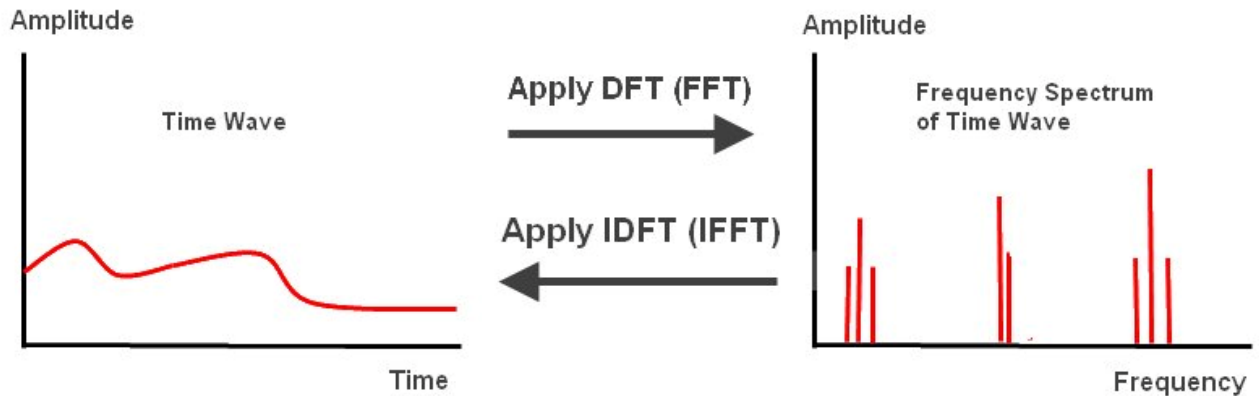 Amplitude
Time Wave
Time
Apply DFT (FFT)
Apply IDFT (IFFT)
Amplitude
Frequency Spectrum
of Time Wave
Frequency